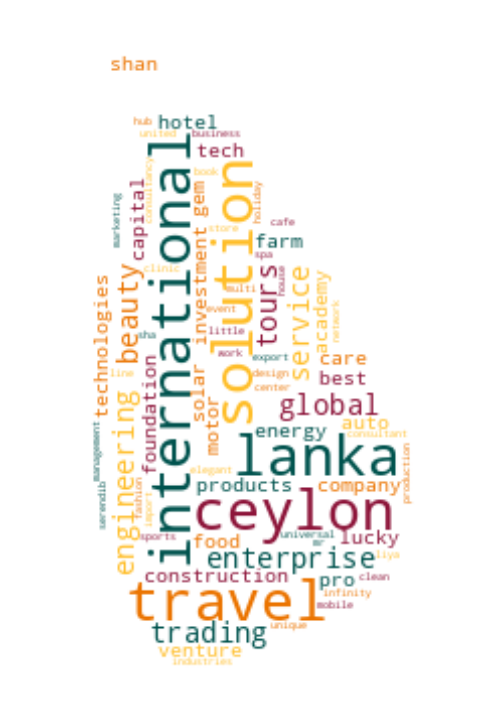 shan
hub
hotel
united
business
tech
international
consultancy
capital
marketing
gem
book
solution
holiday
store
cafe
farm
spa
investment
beauty
clinic
technologies
tours
house
service
academy
network
multi
event
little
sha
work
export
care
line
foundation
solar
design
center
best
engineering
motor
global
auto
energy
consultant
management
lanka
elegant
production
fashion
products
company
import
serendib
ceylon
sports
universal
lucky
food
mr
enterprise
liya
construction
pro
clean
travel
infinity
mobile
trading
unique
venture
industries